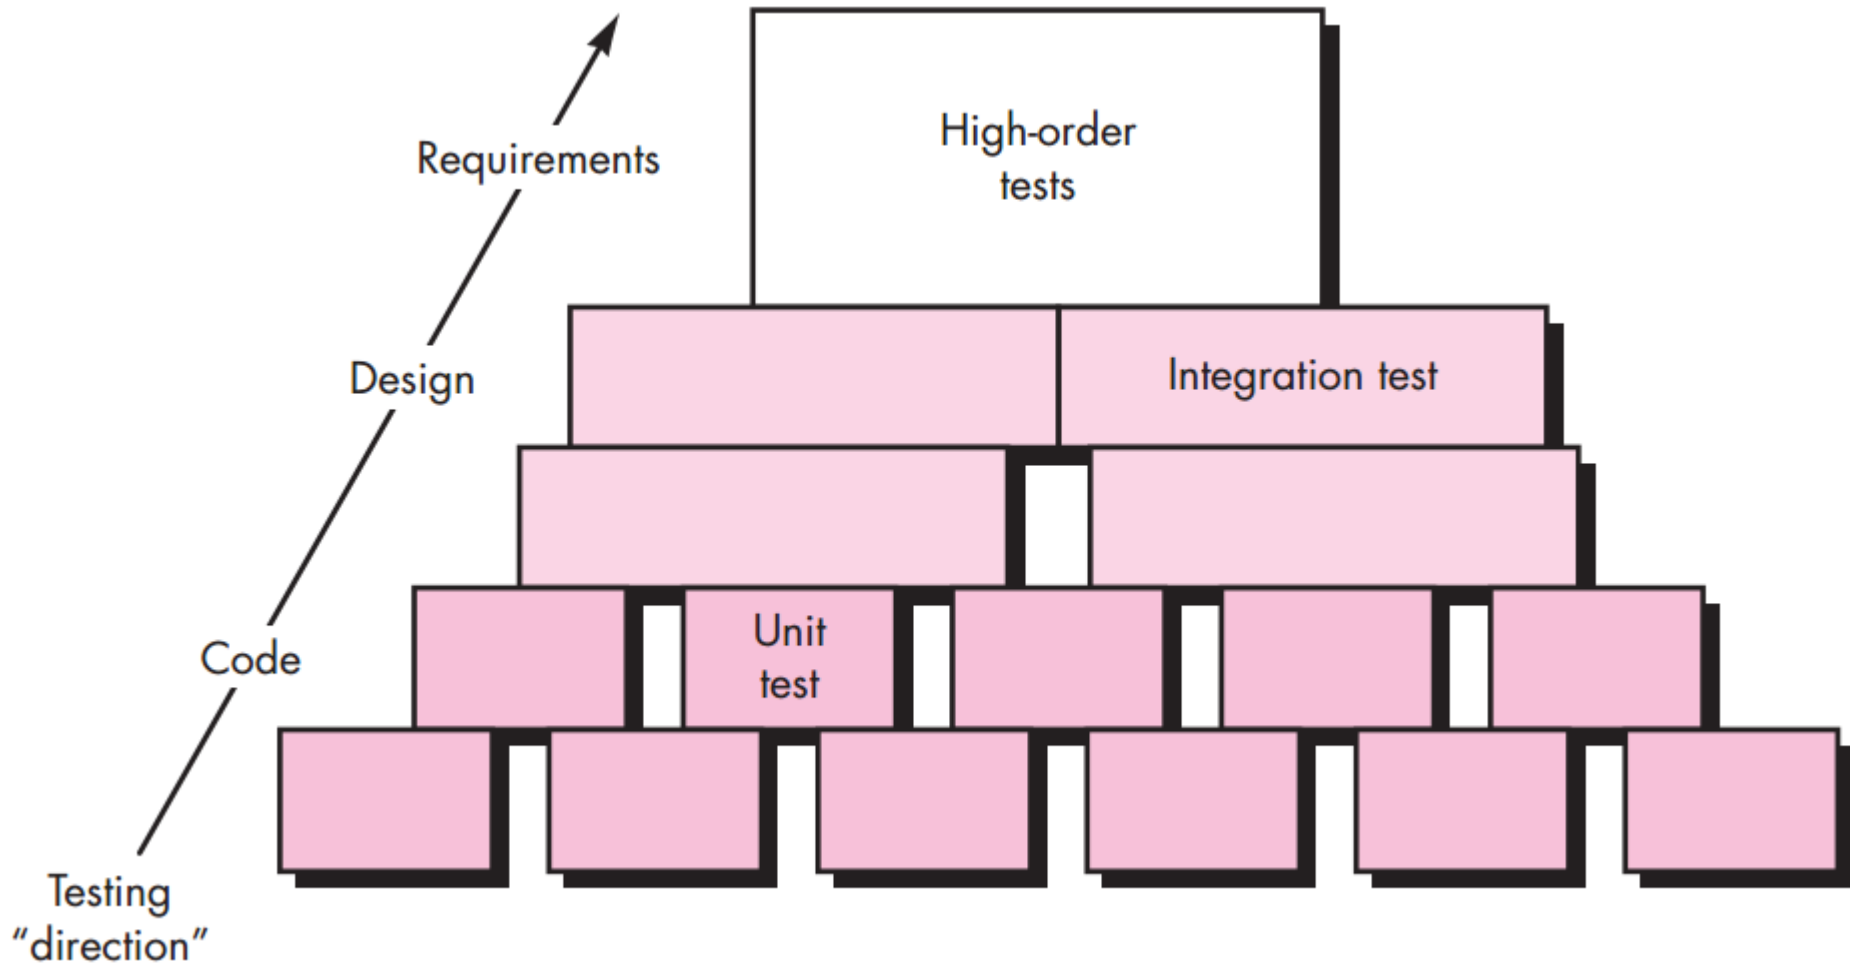 High-order
tests
Requirements
Integration test
Design
Unit
test
Code
Testing
“direction”